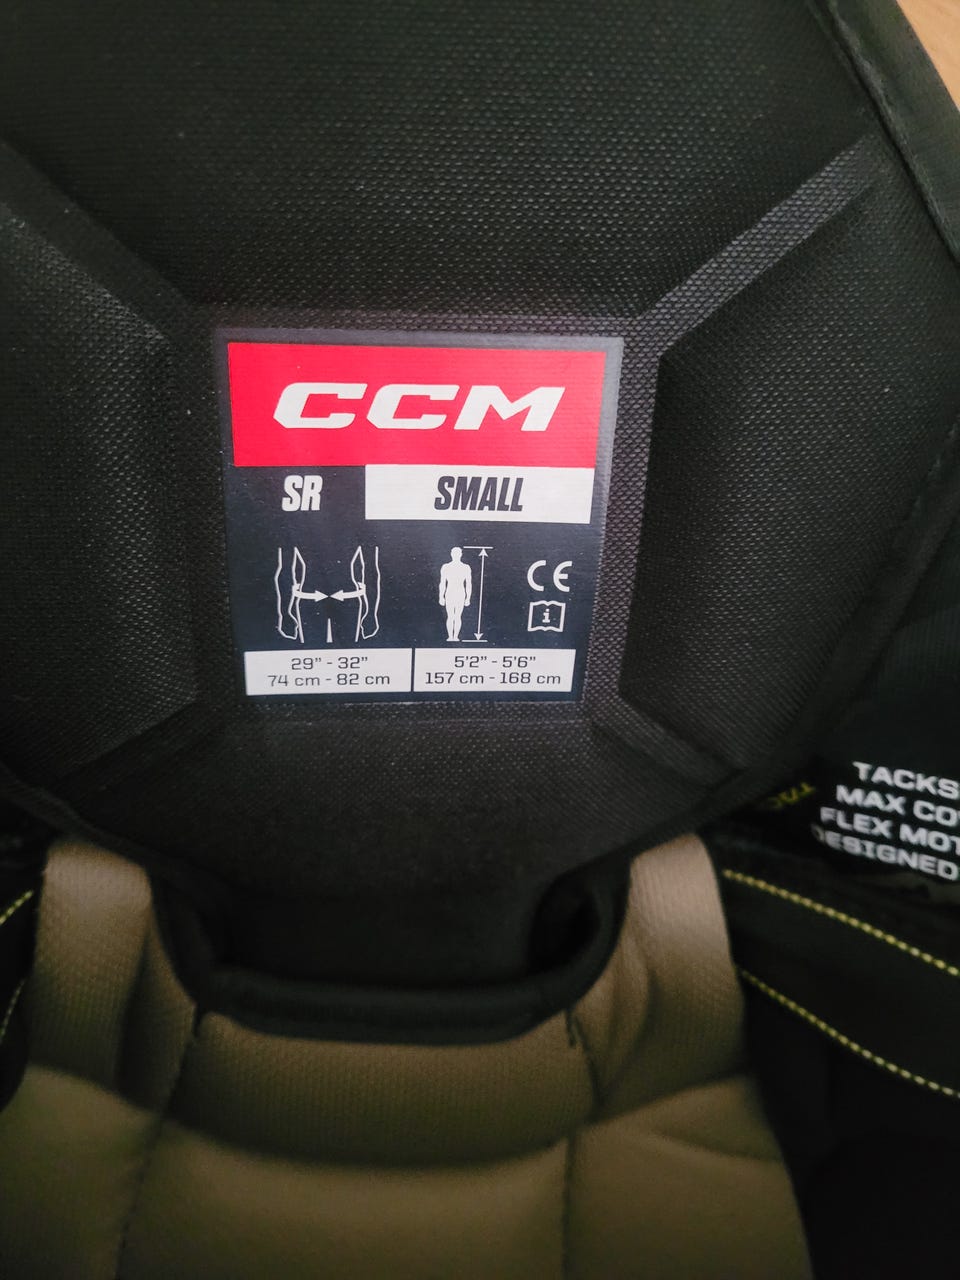 CCM
SR SMALL
CE
i
29" - 32"
74 cm - 82 cm
5'2" - 5'6"
157 cm - 168 cm
TACKS
MAX CO
FLEX MOT
DESIGNED